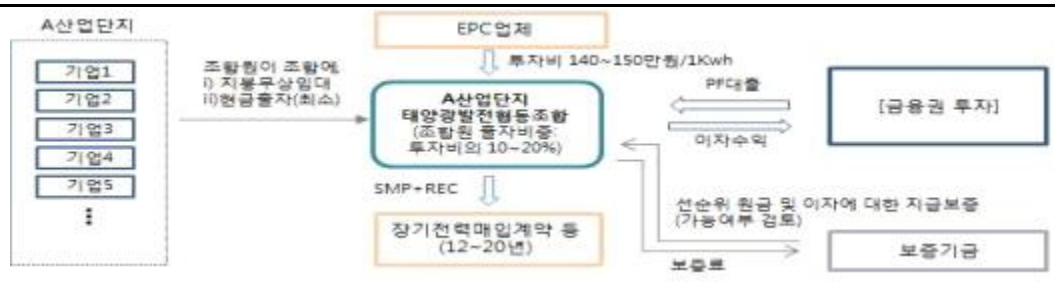 A산업단지
기업1
기업2
기업3
기업4
기업5
조합원이 조합에
i) 지붕무상임대
ii)현금출자(최소)
EPC업체
투자비 140~150만원/1Kwh
A산업단지
태양광발전협동조합
(조합원 출자비중:
투자비의 10~20%)
SMP+REC
장기전력매입계약 등
(12~20년)
PF대출
이자수익
[금융권 투자]
선순위 원금 및 이자에 대한 지급보증
(가능여부 검토)
보증료
보증기금